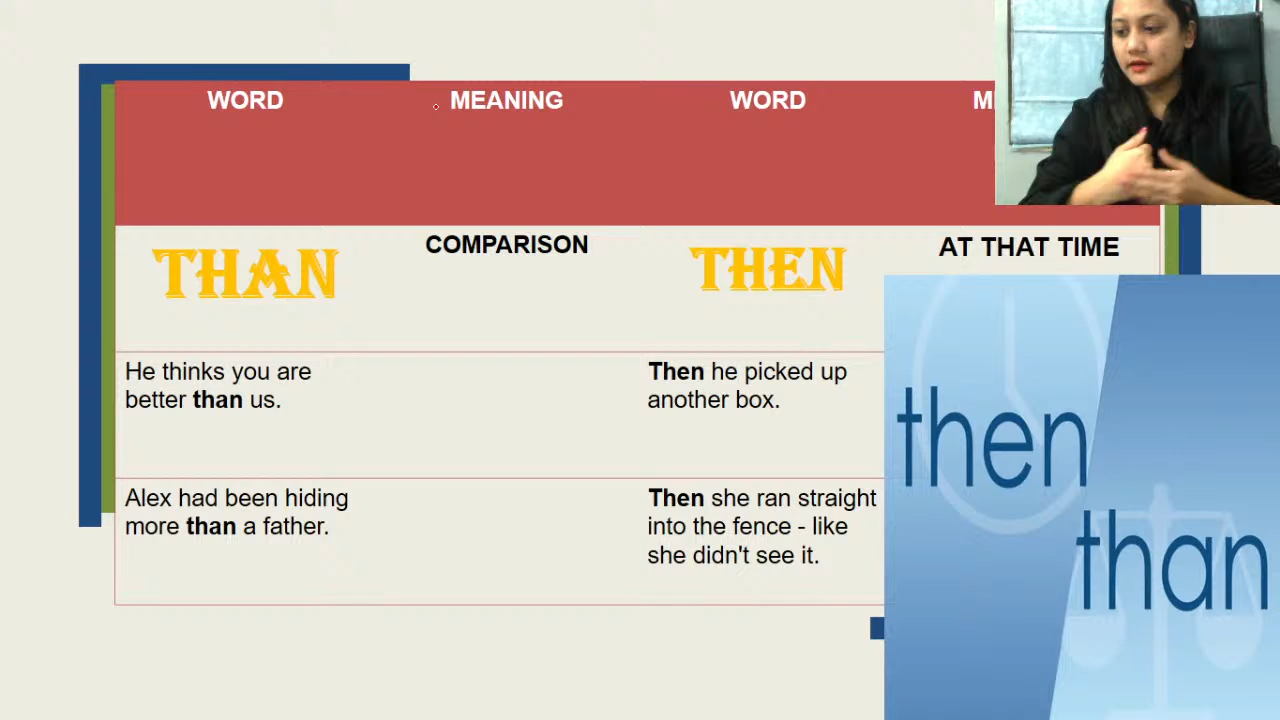 WORD MEANING WORD M
THAN COMPARISON THEN AT THAT TIME
He thinks you are
better than us.
Then he picked up
another box.
Alex had been hiding
more than a father.
Then she ran straight
into the fence - like
she didn't see it.
then
than